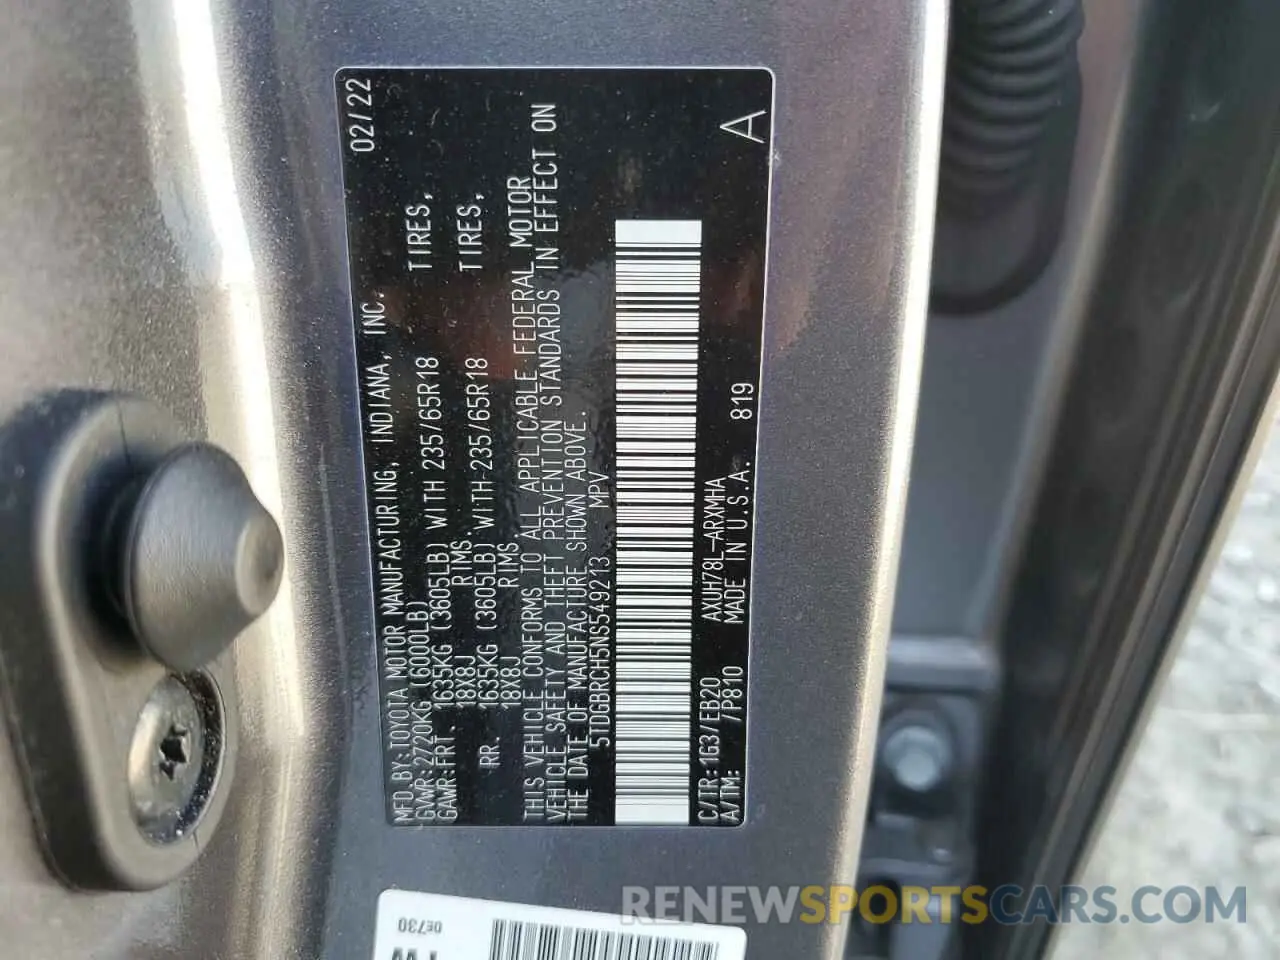 MFD. BY: TOYOTA MOTOR MANUFACTURING, INDIANA, INC. 02/22
GVWR: 2720KG (6000LB)
GAWR: FRT. 1635KG (3605LB) WITH 235/65R18 TIRES,
18X8J RIMS,
RR. 1635KG (3605LB) WITH 235/65R18 TIRES,
18X8J RIMS.
THIS VEHICLE CONFORMS TO ALL APPLICABLE FEDERAL MOTOR
VEHICLE SAFETY AND THEFT PREVENTION STANDARDS IN EFFECT ON
THE DATE OF MANUFACTURE SHOWN ABOVE.
5TDGBRCH5NS549213 MPV
C/TR: 1G3/EB20 AXUH78L-ARXMHA
A/TM: /P810 MADE IN U.S.A. 819
A
0E730
RENEWSPORTSCARS.COM